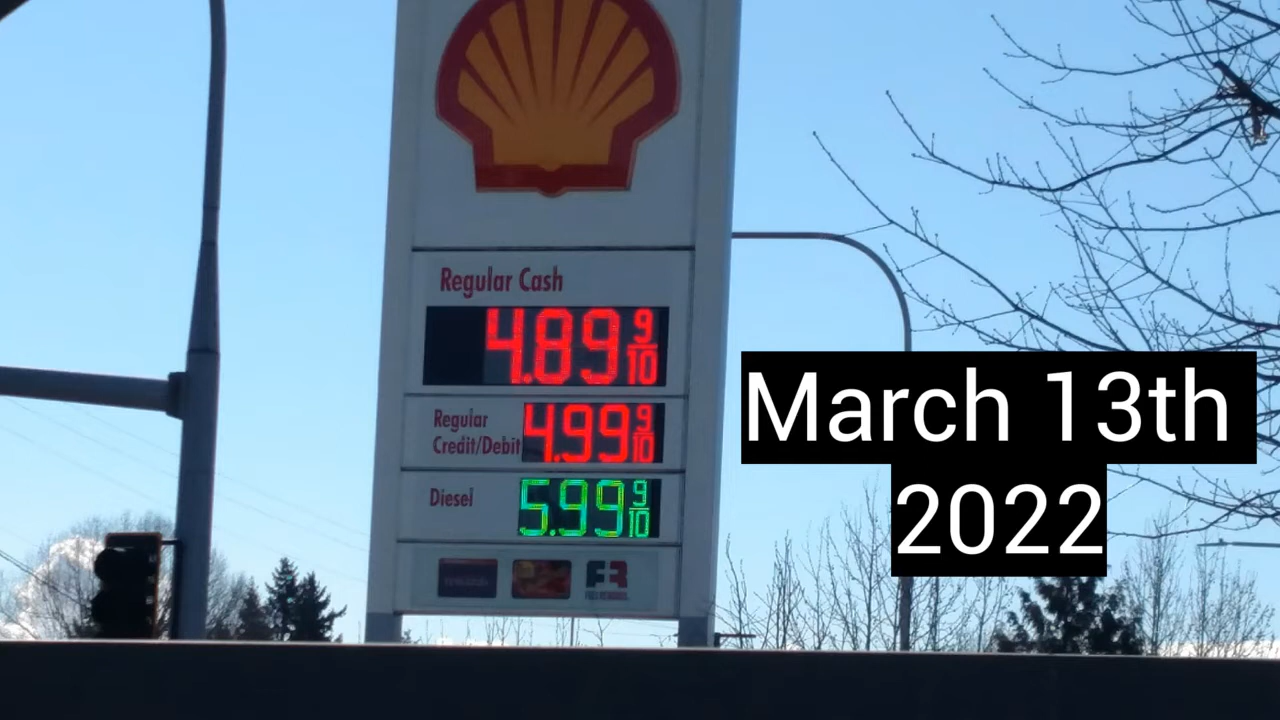 Regular Cash
4.89 9/10
Regular
Credit/Debit 4.99 9/10
Diesel 5.99 9/10
March 13th
2022